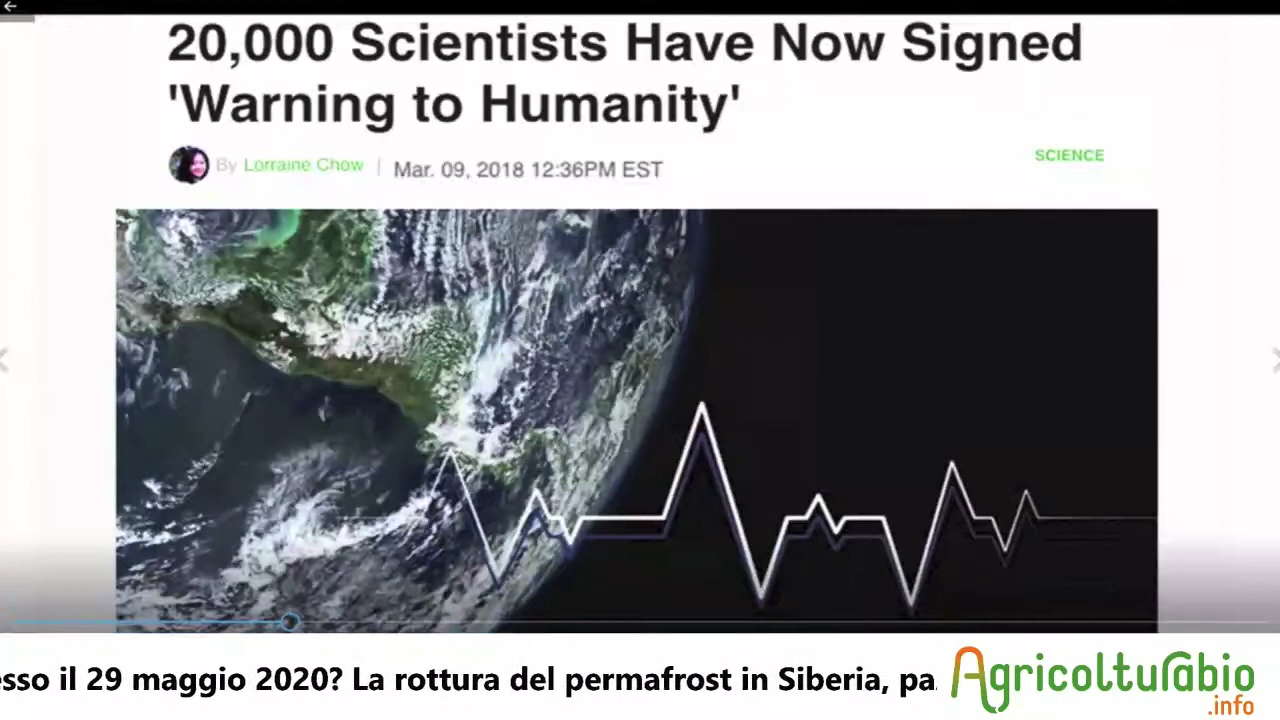 20,000 Scientists Have Now Signed
'Warning to Humanity'
By Lorraine Chow | Mar. 09, 2018 12:36PM EST
SCIENCE
esso il 29 maggio 2020? La rottura del permafrost in Siberia, pa
Agricolturabio
.info